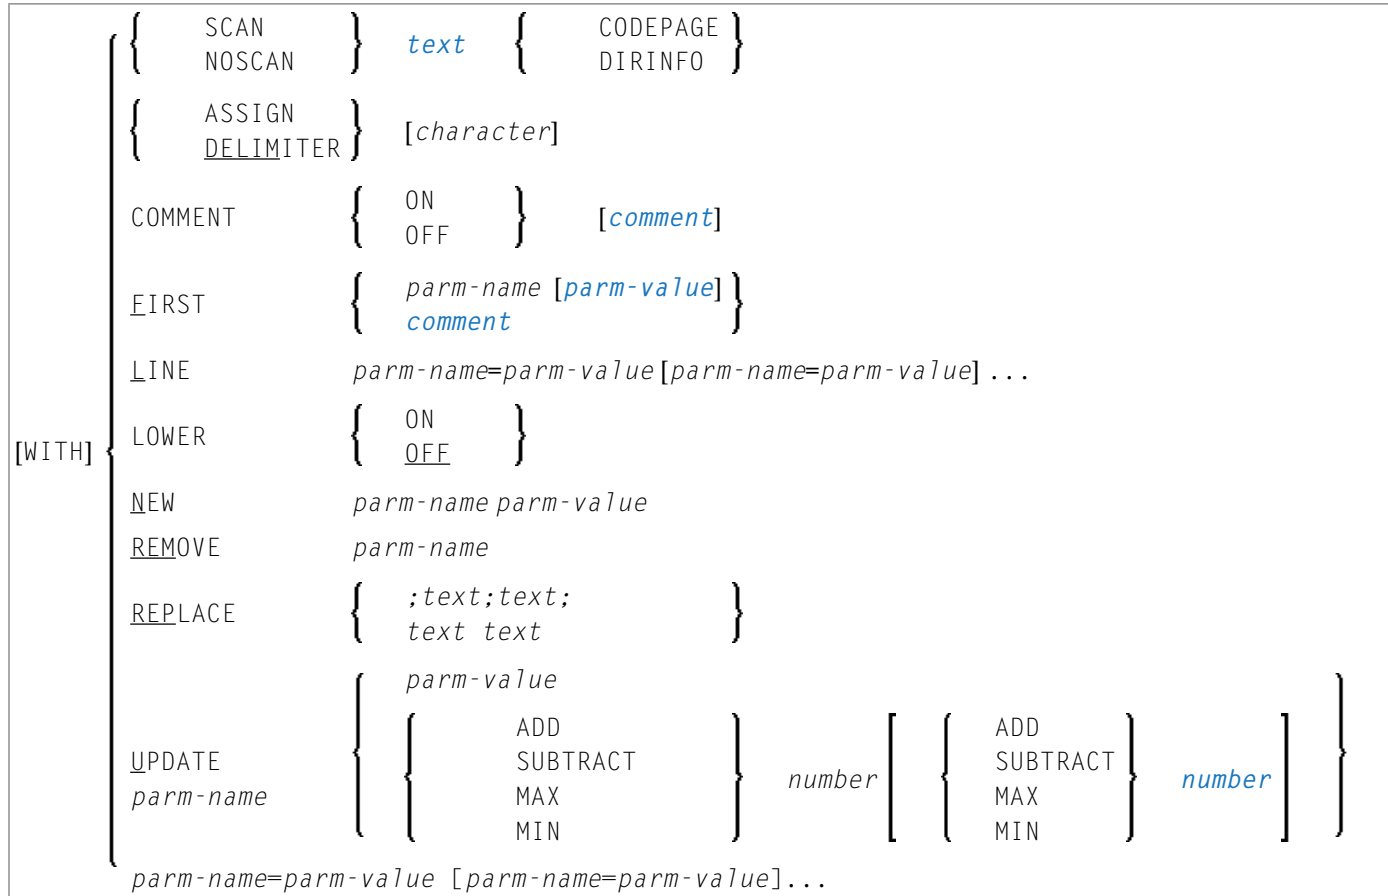 SCAN
NOSCAN
text
CODEPAGE
DIRINFO
ASSIGN
DELIMITER
[character]
COMMENT
ON
OFF
[comment]
FIRST
parm-name [parm-value]
comment
LINE parm-name=parm-value [parm-name=parm-value] ...
[WITH]
LOWER
ON
OFF
NEW parm-name parm-value
REMOVE parm-name
REPLACE
;text;text;
text text
UPDATE
parm-name
parm-value
ADD
SUBTRACT
MAX
MIN
number
ADD
SUBTRACT
MAX
MIN
number
parm-name=parm-value [parm-name=parm-value]...